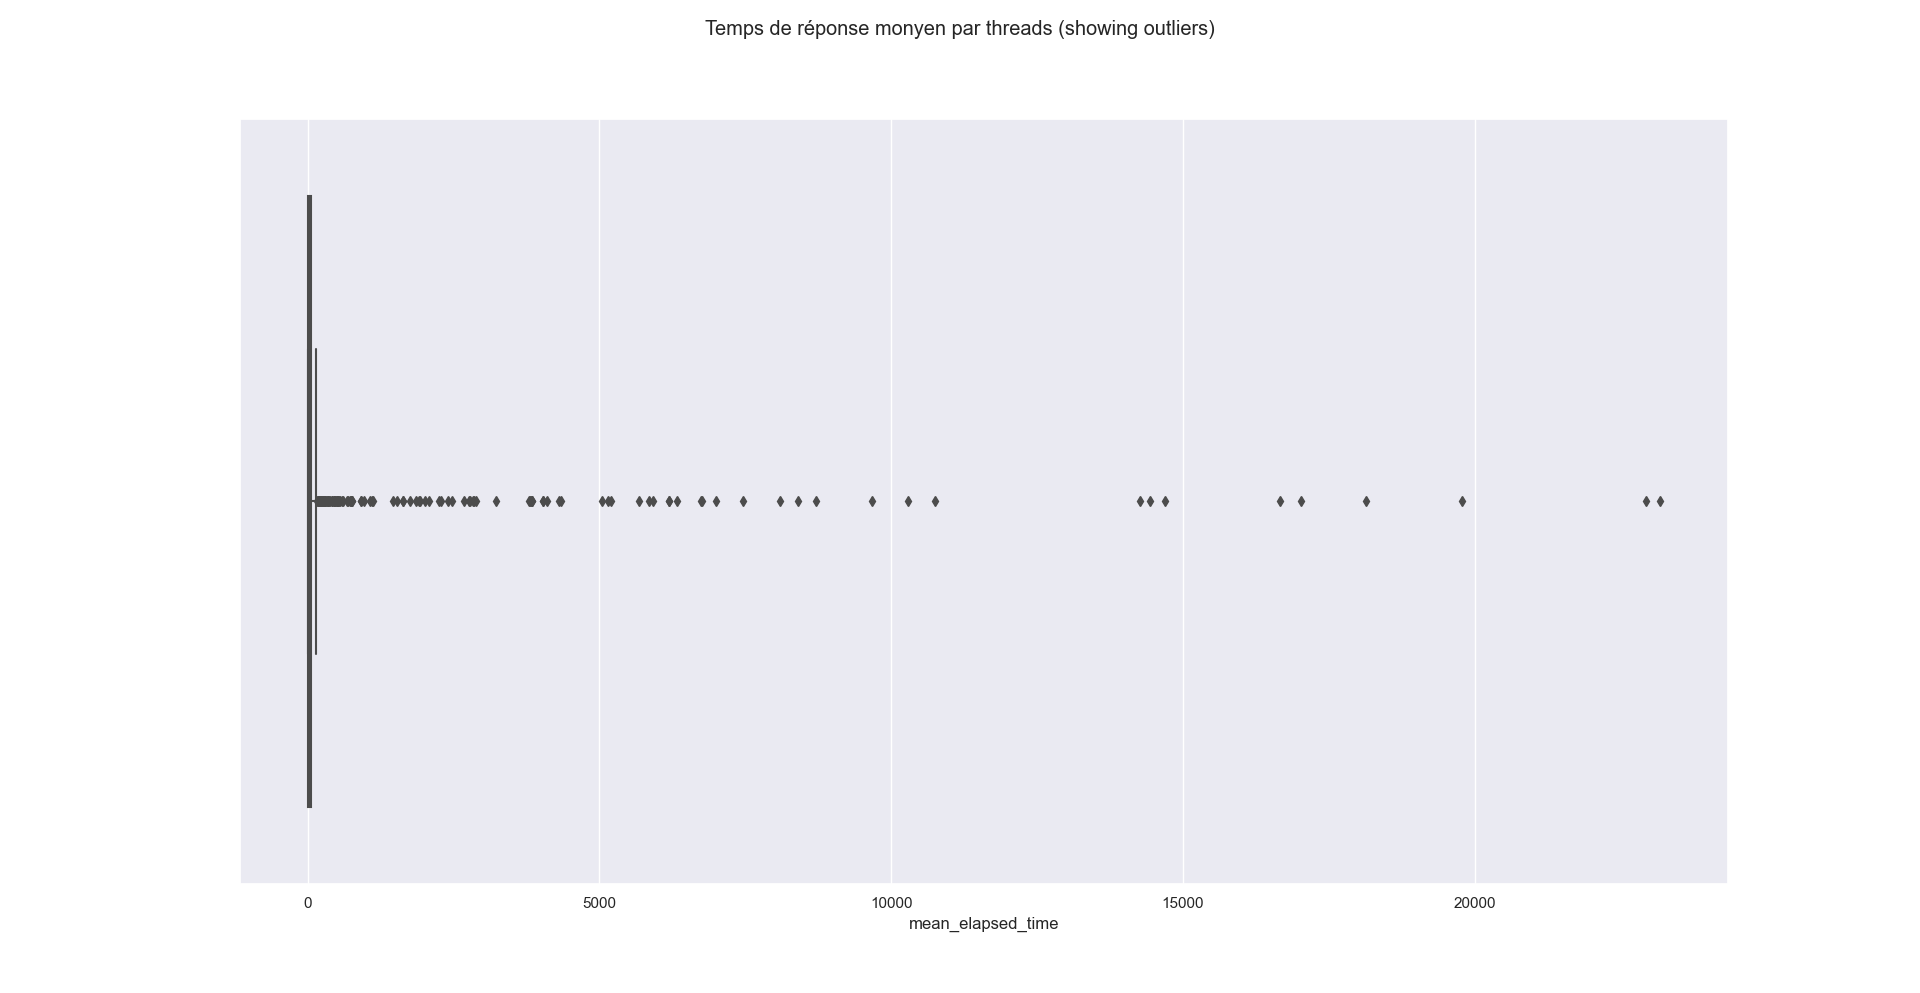 Temps de réponse monyen par threads (showing outliers)
0 5000 10000 15000 20000
mean_elapsed_time